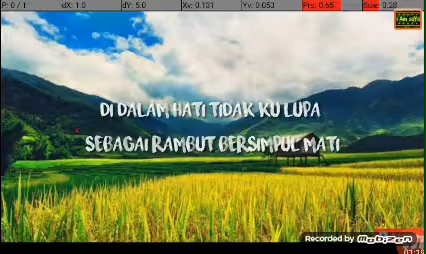 P: 0 / 1 dX: 1.0 dY: 5.0 Xv: 0.131 Yv: 0.053 Prs: 0.65 Size: 0.28
DI DALAM HATI TIDAK KU LUPA
SEBAGAI RAMBUT BERSIMPUL MATI
Recorded by Mobizen